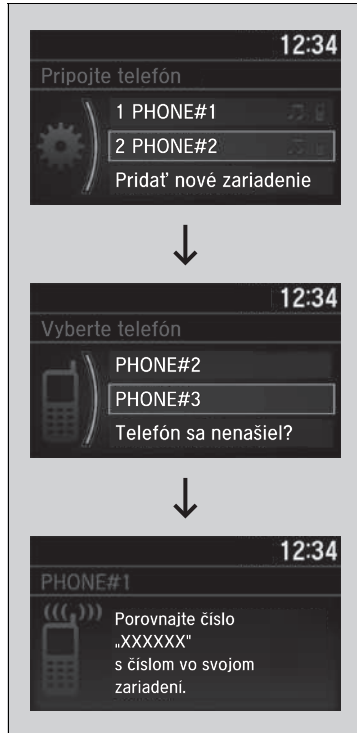 12:34
Pripojte telefón
1 PHONE#1
2 PHONE#2
Pridať nové zariadenie
12:34
Vyberte telefón
PHONE#2
PHONE#3
Telefón sa nenašiel?
12:34
PHONE#1
Porovnajte číslo
„XXXXXX"
s číslom vo svojom
zariadení.